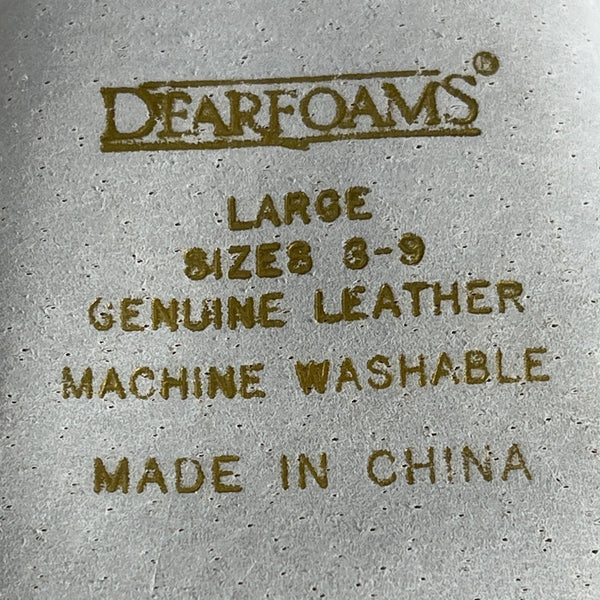 DEARFOAMS®
LARGE
SIZES 8-9
GENUINE LEATHER
MACHINE WASHABLE
MADE IN CHINA